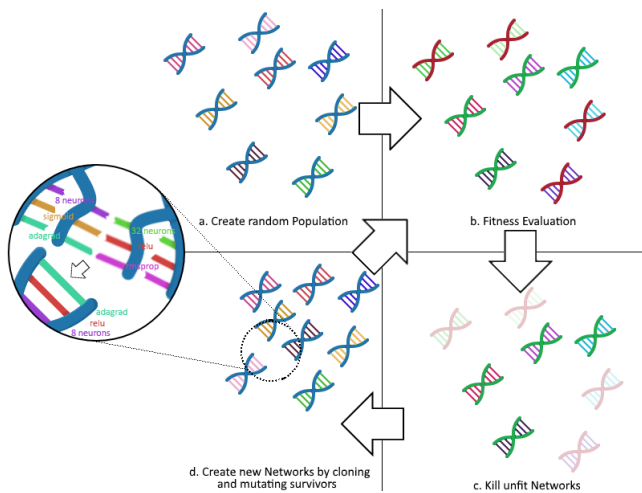 a. Create random Population
b. Fitness Evaluation
8 neurons
sigmoid
adagrad
32 neurons
relu
adagrad
relu
8 neurons
d. Create new Networks by cloning
and mutating survivors
c. Kill unfit Networks